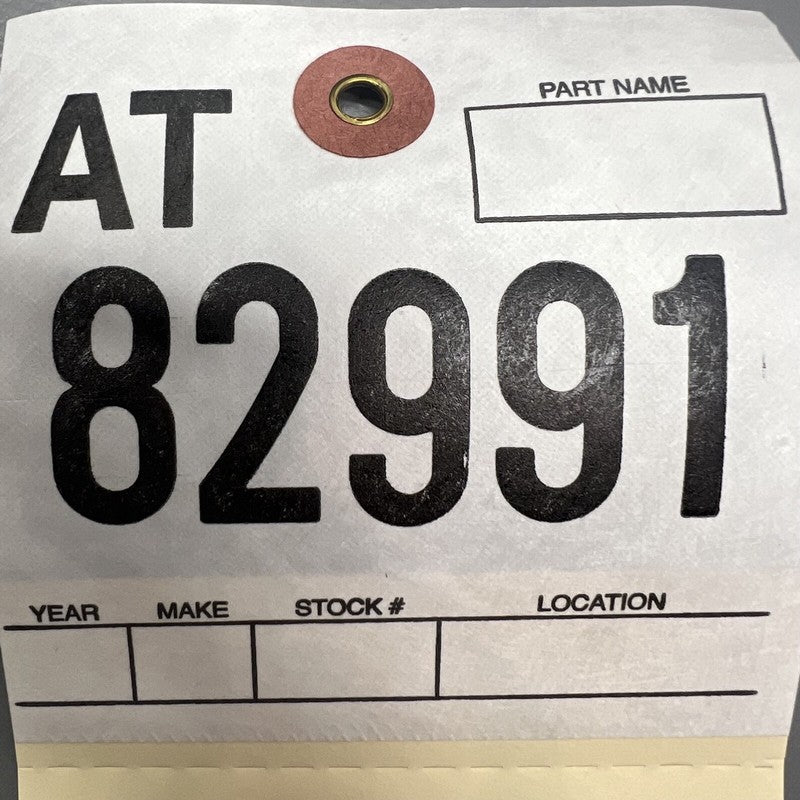 AT
PART NAME
82991
YEAR MAKE STOCK # LOCATION